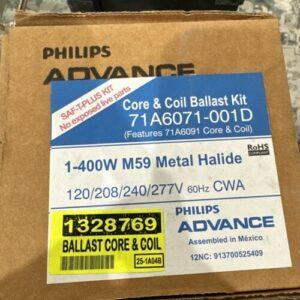 PHILIPS
ADVANCE
SAF-T-PLUS KIT
No exposed live parts
Core & Coil Ballast Kit
71A6071-001D
(Features 71A6091 Core & Coil)
RoHS
COMPLIANT
1-400W M59 Metal Halide
120/208/240/277V 60Hz CWA
1328769
BALLAST CORE & COIL
25-1A04B
PHILIPS
ADVANCE
Assembled in México
12NC: 913700525409